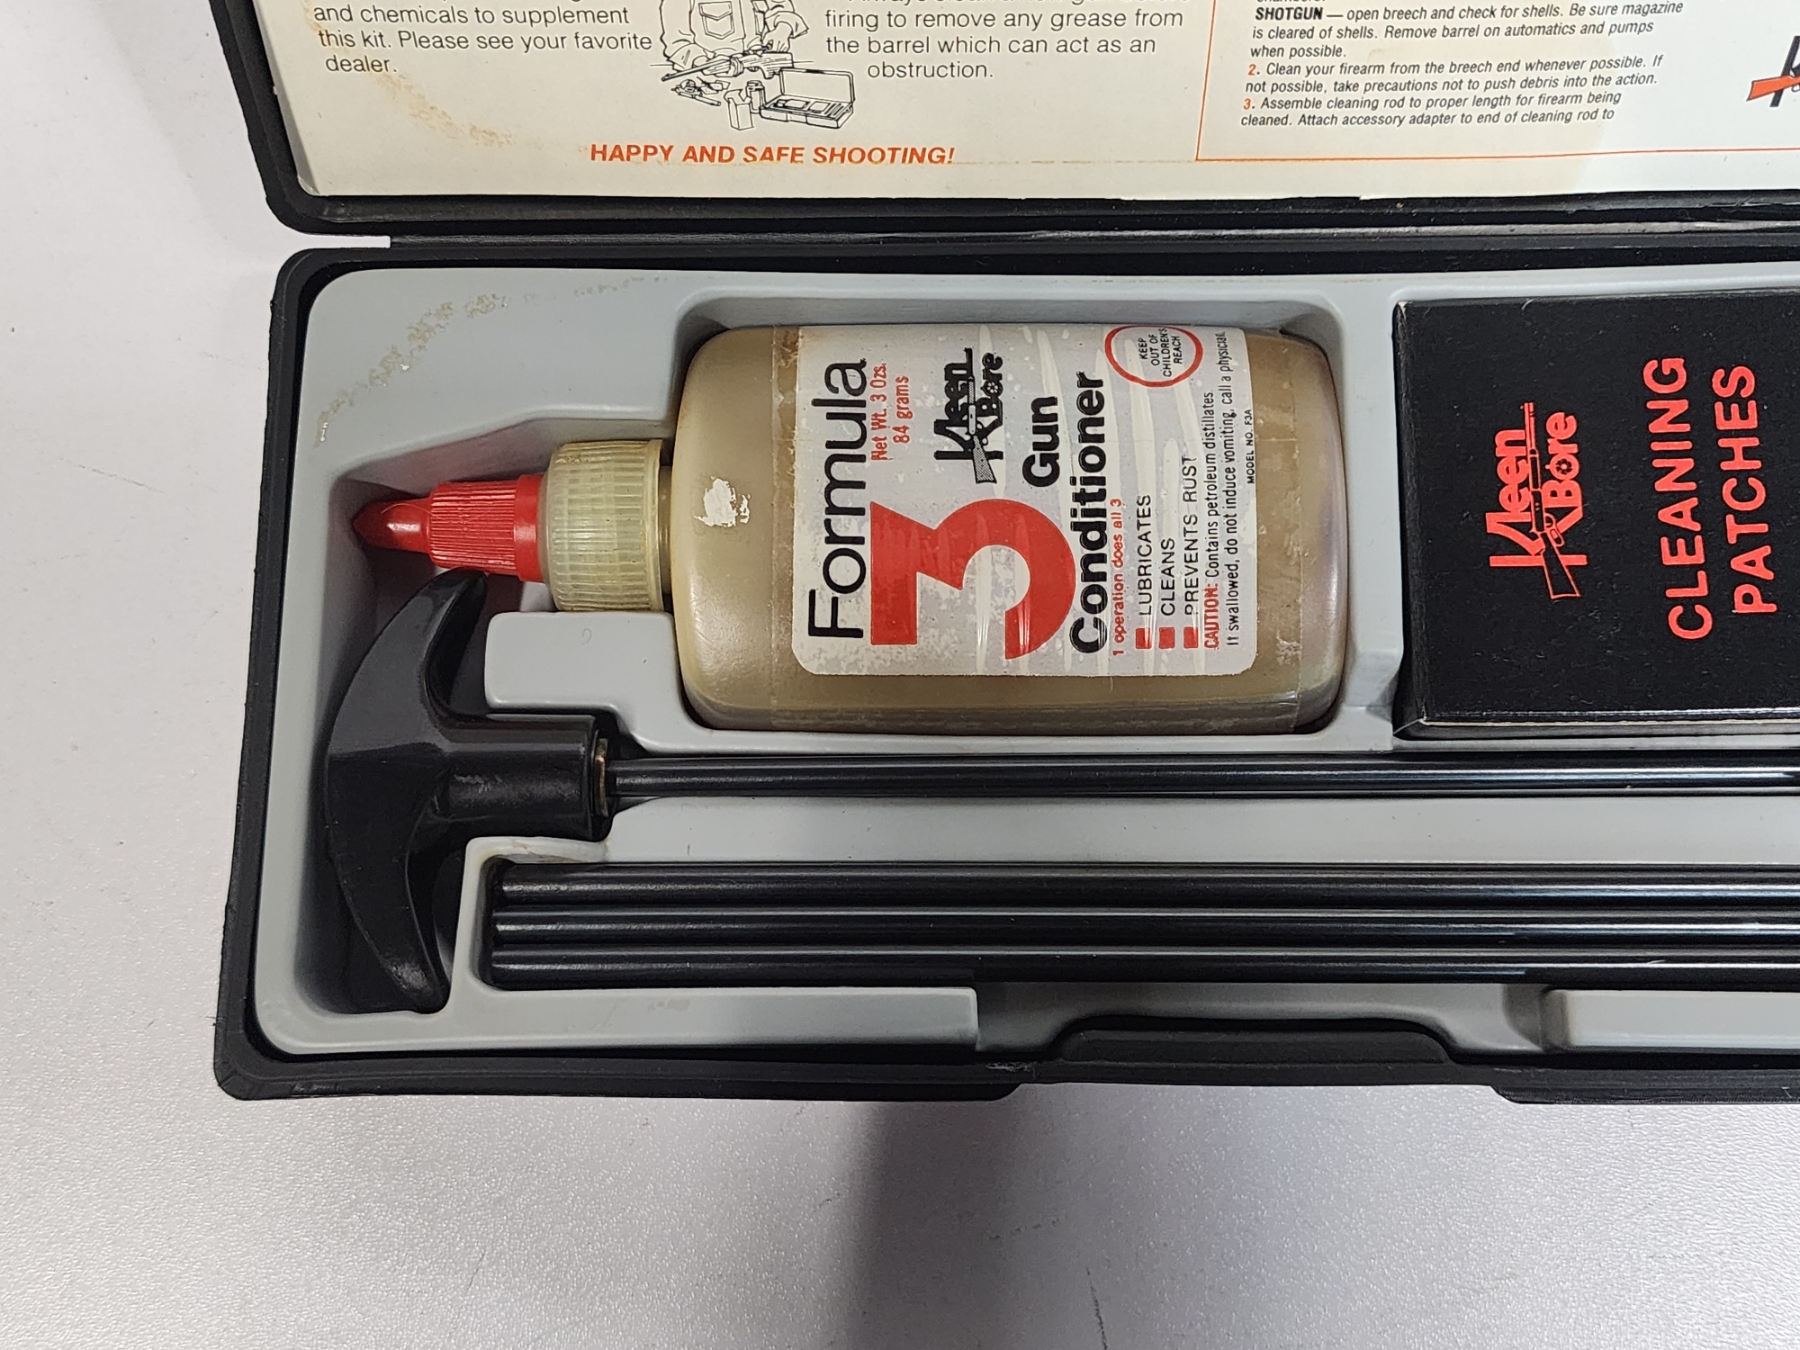 and chemicals to supplement
this kit. Please see your favorite
dealer.
firing to remove any grease from
the barrel which can act as an
obstruction.
HAPPY AND SAFE SHOOTING!
SHOTGUN — open breech and check for shells. Be sure magazine
is cleared of shells. Remove barrel on automatics and pumps
when possible.
2. Clean your firearm from the breech end whenever possible. If
not possible, take precautions not to push debris into the action.
3. Assemble cleaning rod to proper length for firearm being
cleaned. Attach accessory adapter to end of cleaning rod to
Formula
3
Net Wt. 3 Ozs.
84 grams
Kleen
Bore
Gun
Conditioner
1 operation does all 3
LUBRICATES
CLEANS
PREVENTS RUST
KEEP
OUT OF
CHILDREN'S
REACH
CAUTION: Contains petroleum distillates.
If swallowed, do not induce vomiting, call a physician.
MODEL NO. F3A
Kleen
Bore
CLEANING
PATCHES